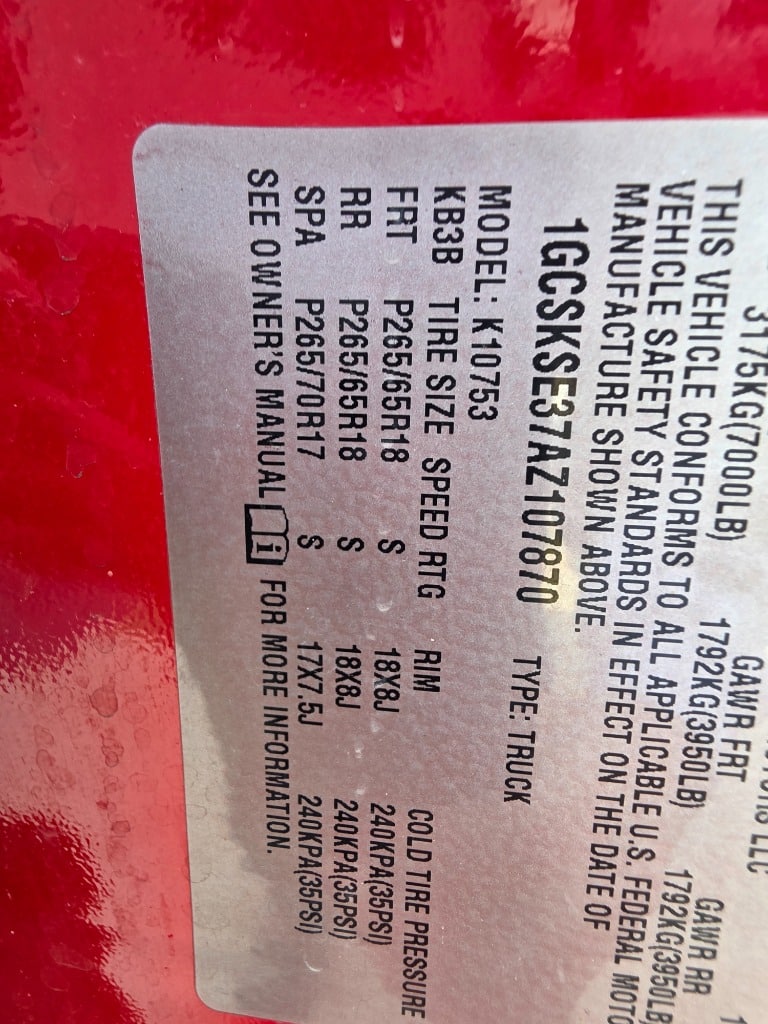 GAWR FRT GAWR RR
3175KG(7000LB) 1792KG(3950LB) 1792KG(3950LB
THIS VEHICLE CONFORMS TO ALL APPLICABLE U.S. FEDERAL MOTO
VEHICLE SAFETY STANDARDS IN EFFECT ON THE DATE OF
MANUFACTURE SHOWN ABOVE.
1GCSKSE37AZ107870 TYPE: TRUCK
MODEL: K10753
KB3B TIRE SIZE SPEED RTG RIM COLD TIRE PRESSURE
FRT P265/65R18 S 18X8J 240KPA(35PSI)
RR P265/65R18 S 18X8J 240KPA(35PSI)
SPA P265/70R17 S 17X7.5J 240KPA(35PSI)
SEE OWNER'S MANUAL i FOR MORE INFORMATION.